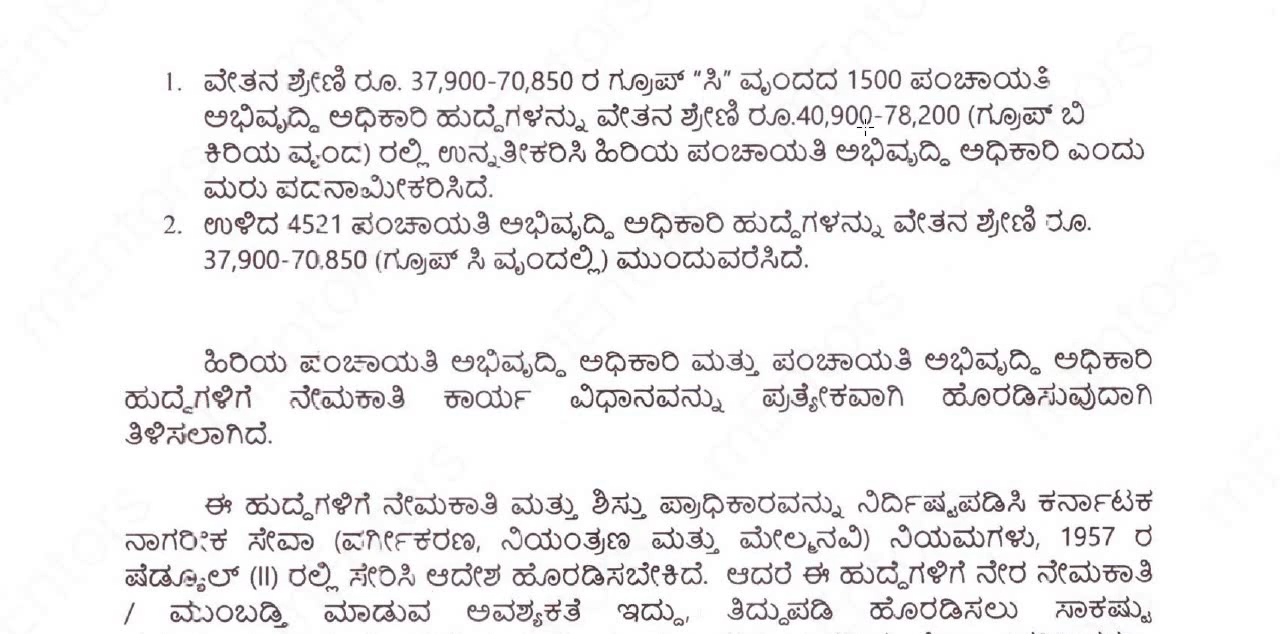 1. ವೇತನ ಶ್ರೇಣಿ ರೂ. 37,900-70,850 ರ ಗ್ರೂಪ್ "ಸಿ" ವೃಂದದ 1500 ಪಂಚಾಯತಿ
ಅಭಿವೃದ್ಧಿ ಅಧಿಕಾರಿ ಹುದ್ದೆಗಳನ್ನು ವೇತನ ಶ್ರೇಣಿ ರೂ.40,900-78,200 (ಗ್ರೂಪ್ ಬಿ
ಕಿರಿಯ ವೃಂದ) ರಲ್ಲಿ ಉನ್ನತೀಕರಿಸಿ ಹಿರಿಯ ಪಂಚಾಯತಿ ಅಭಿವೃದ್ಧಿ ಅಧಿಕಾರಿ ಎಂದು
ಮರು ಪದನಾಮೀಕರಿಸಿದೆ.
2. ಉಳಿದ 4521 ಪಂಚಾಯತಿ ಅಭಿವೃದ್ಧಿ ಅಧಿಕಾರಿ ಹುದ್ದೆಗಳನ್ನು ವೇತನ ಶ್ರೇಣಿ ರೂ.
37,900-70.850 (ಗ್ರೂಪ್ ಸಿ ವೃಂದಲ್ಲಿ) ಮುಂದುವರೆಸಿದೆ.
ಹಿರಿಯ ಪಂಚಾಯತಿ ಅಭಿವೃದ್ಧಿ ಅಧಿಕಾರಿ ಮತ್ತು ಪಂಚಾಯತಿ ಅಭಿವೃದ್ಧಿ ಅಧಿಕಾರಿ
ಹುದ್ದೆಗಳಿಗೆ ನೇಮಕಾತಿ ಕಾರ್ಯ ವಿಧಾನವನ್ನು ಪ್ರತ್ಯೇಕವಾಗಿ ಹೊರಡಿಸುವುದಾಗಿ
ತಿಳಿಸಲಾಗಿದೆ.
ಈ ಹುದ್ದೆಗಳಿಗೆ ನೇಮಕಾತಿ ಮತ್ತು ಶಿಸ್ತು ಪ್ರಾಧಿಕಾರವನ್ನು ನಿರ್ದಿಷ್ಟಪಡಿಸಿ ಕರ್ನಾಟಕ
ನಾಗರಿಕ ಸೇವಾ (ವರ್ಗೀಕರಣ, ನಿಯಂತ್ರಣ ಮತ್ತು ಮೇಲ್ಮನವಿ) ನಿಯಮಗಳು, 1957 ರ
ಷೆಡ್ಯೂಲ್ (II) ರಲ್ಲಿ ಸೇರಿಸಿ ಆದೇಶ ಹೊರಡಿಸಬೇಕಿದೆ. ಆದರೆ ಈ ಹುದ್ದೆಗಳಿಗೆ ನೇರ ನೇಮಕಾತಿ
/ ಮುಂಬಡ್ತಿ ಮಾಡುವ ಅವಶ್ಯಕತೆ ಇದ್ದು, ತಿದ್ದುಪಡಿ ಹೊರಡಿಸಲು ಸಾಕಷ್ಟು